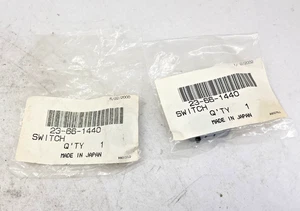 23-66-1440
SWITCH
Q'TY 1
MADE IN JAPAN
23-66-1440
SWITCH
Q'TY 1
MADE IN JAPAN